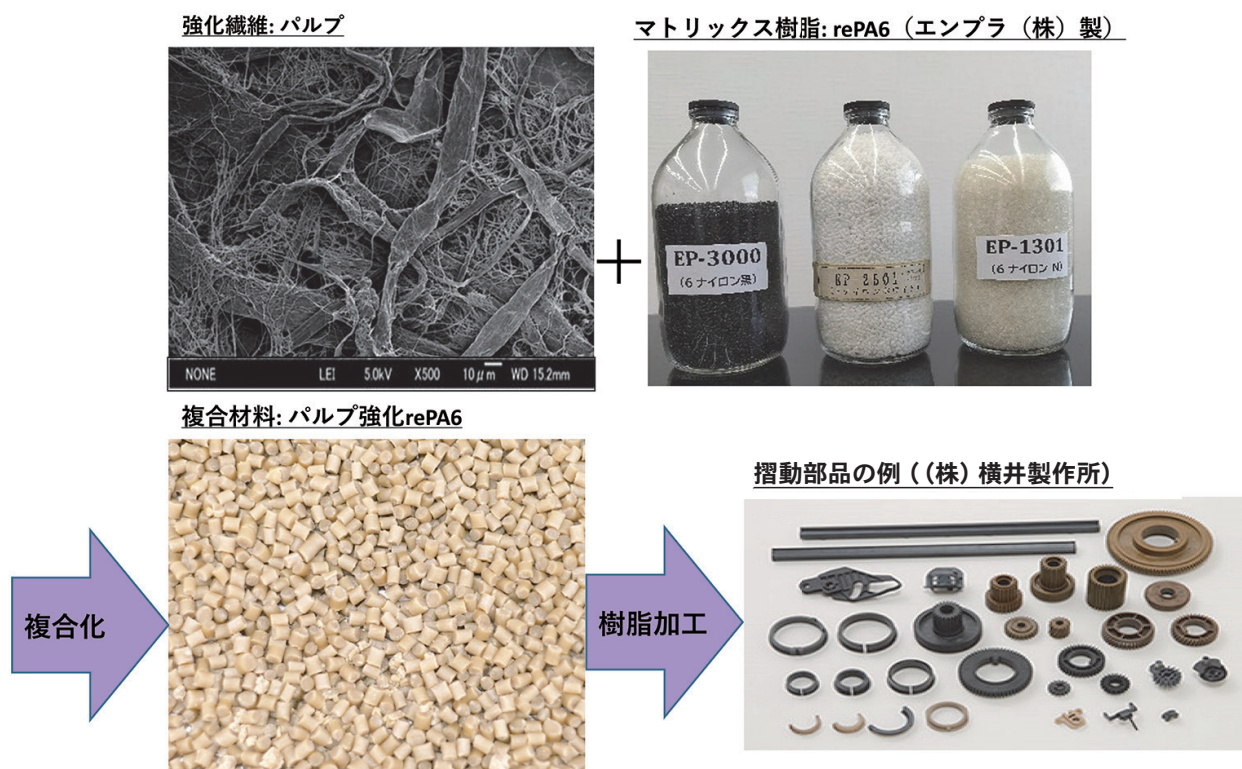 強化繊維: パルプ
マトリックス樹脂: rePA6（エンプラ（株）製）
EP-3000
（6ナイロン黒）
EP 2501
EP-1301
（6ナイロン N）
NONE LEI 5.0kV X500 10μm WD 15.2mm
複合材料: パルプ強化rePA6
摺動部品の例（（株）横井製作所）
複合化
樹脂加工